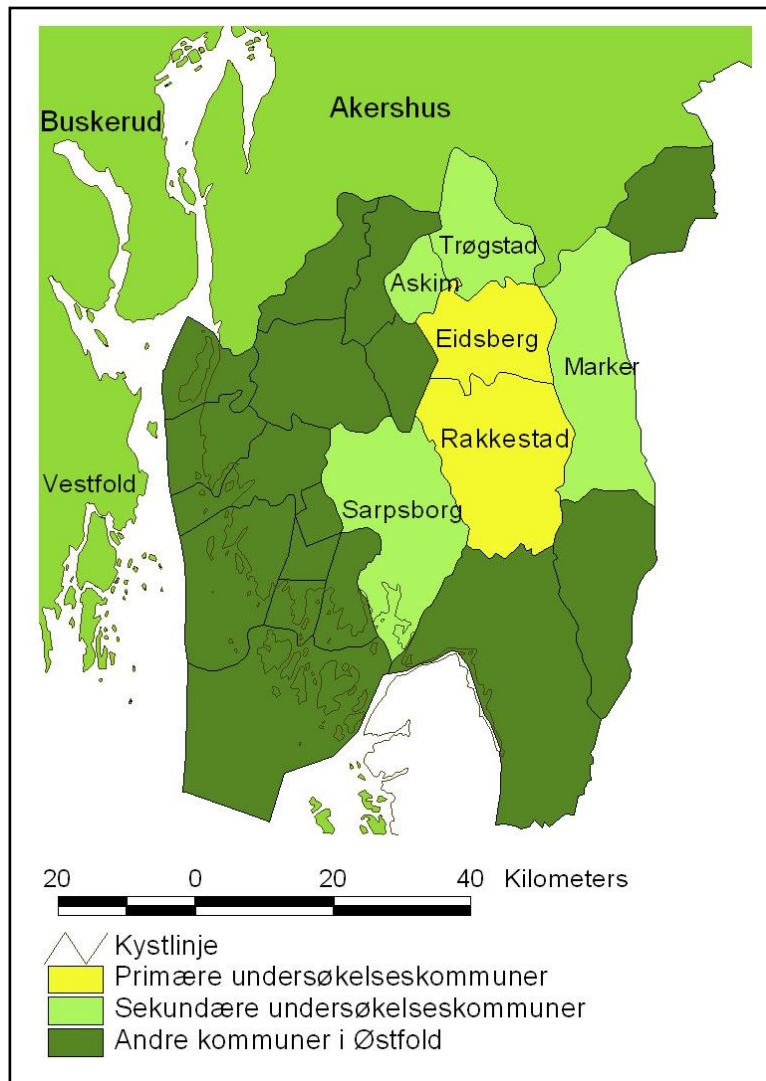 Buskerud
Akershus
Trøgstad
Askim
Eidsberg
Marker
Rakkestad
Vestfold
Sarpsborg
20 0 20 40 Kilometers
Kystlinje
Primære undersøkelseskommuner
Sekundære undersøkelseskommuner
Andre kommuner i Østfold